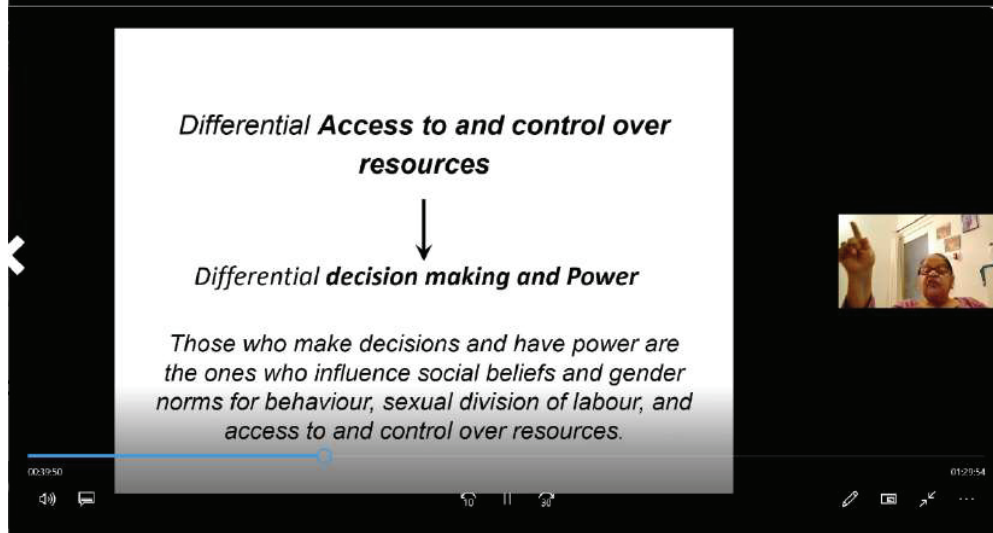 Differential Access to and control over
resources
Differential decision making and Power
Those who make decisions and have power are
the ones who influence social beliefs and gender
norms for behaviour, sexual division of labour, and
access to and control over resources.
00:39:50
01:29:54
10
30